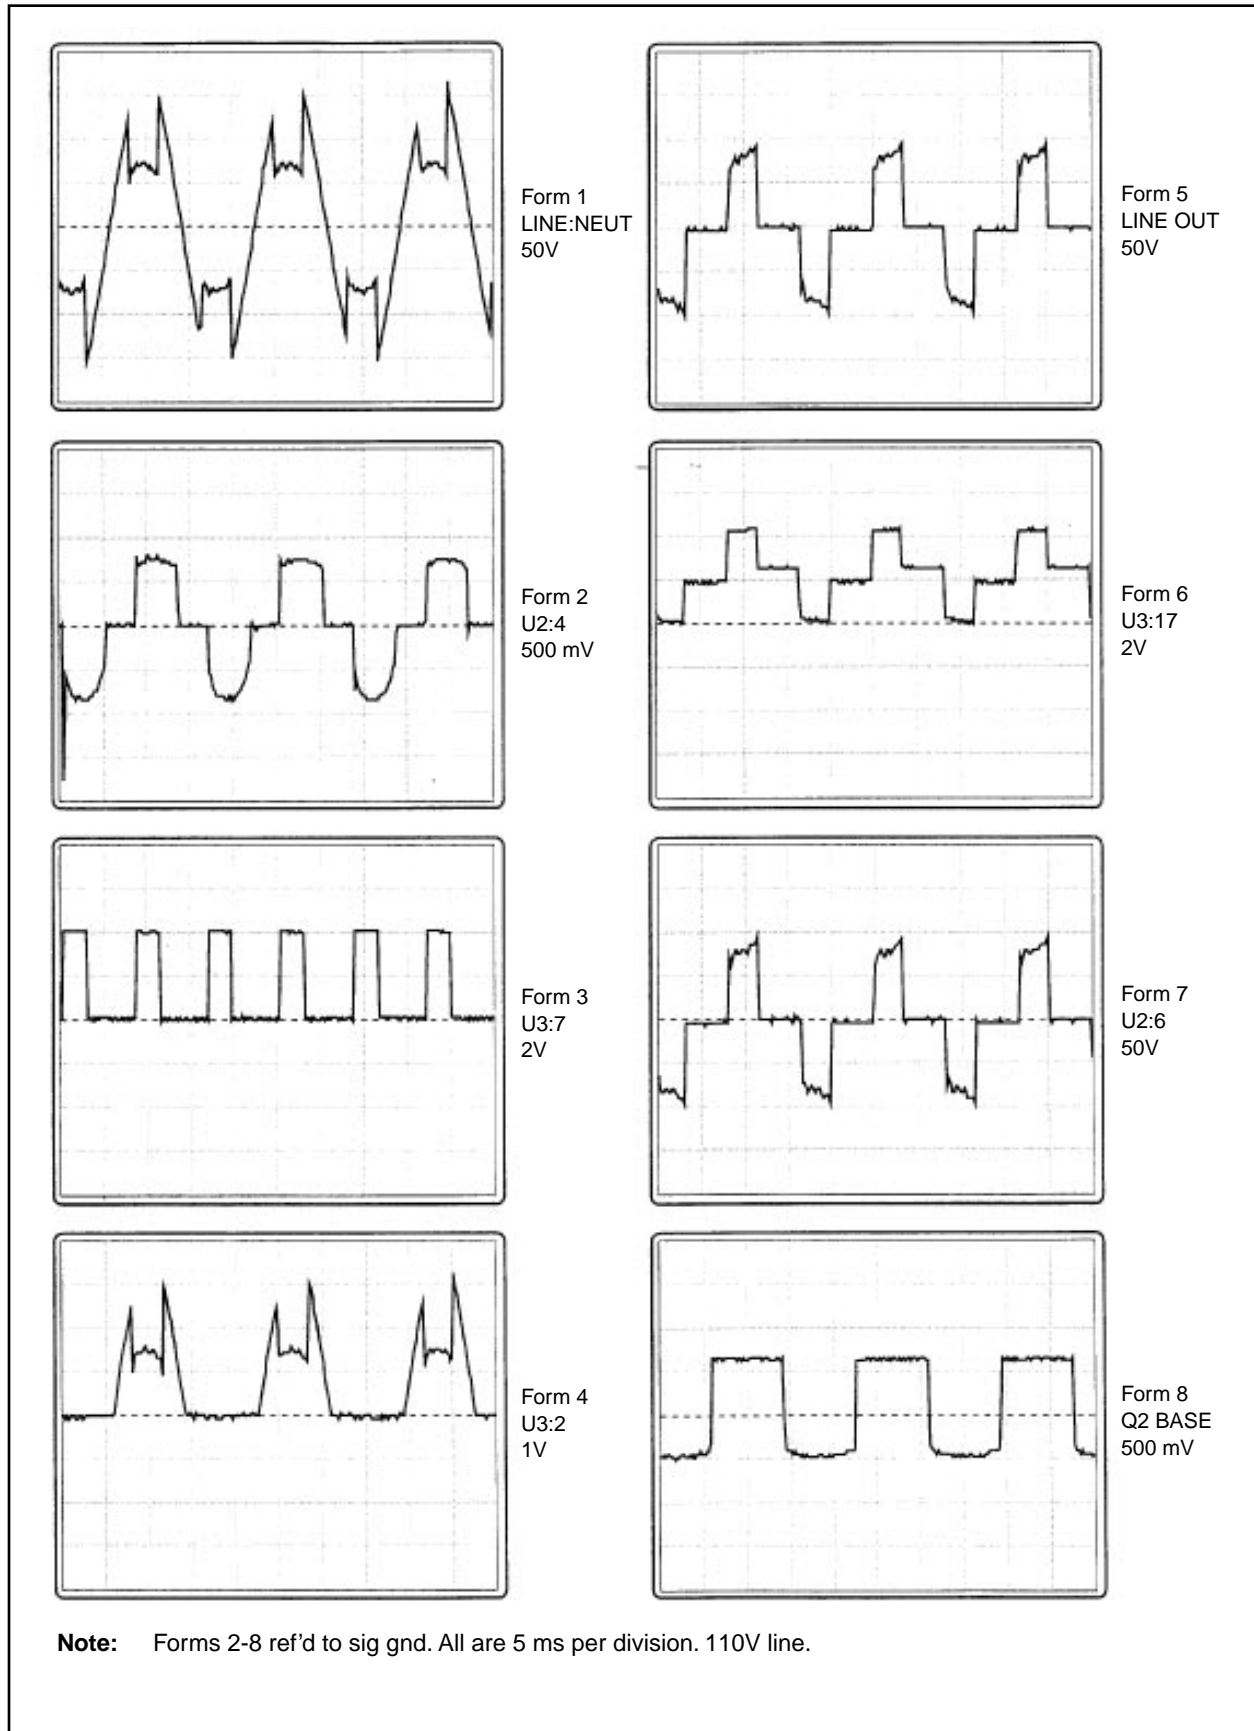 Form 1
LINE:NEUT
50V
Form 5
LINE OUT
50V
Form 2
U2:4
500 mV
Form 6
U3:17
2V
Form 3
U3:7
2V
Form 7
U2:6
50V
Form 4
U3:2
1V
Form 8
Q2 BASE
500 mV
Note: Forms 2-8 ref’d to sig gnd. All are 5 ms per division. 110V line.